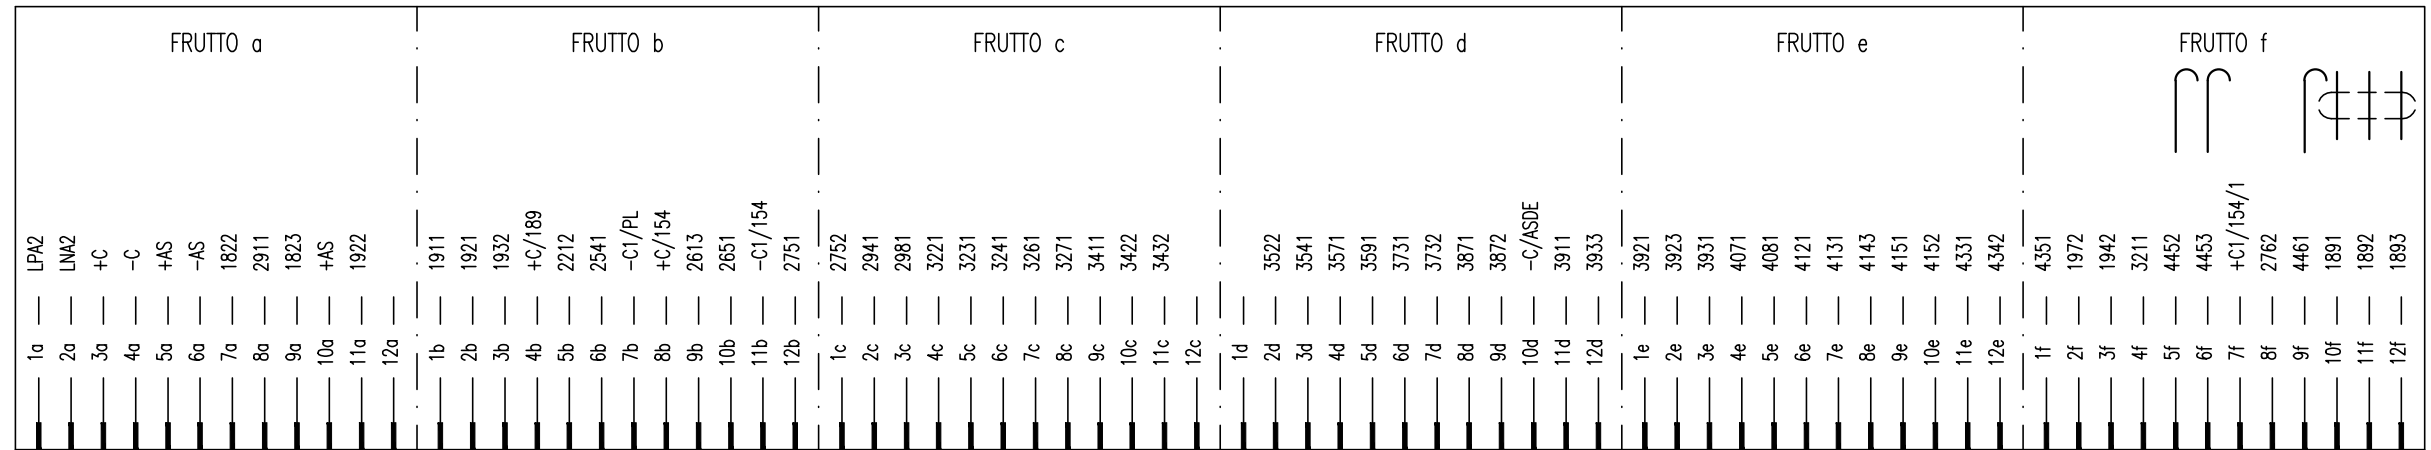 FRUTTO a
FRUTTO b
FRUTTO c
FRUTTO d
FRUTTO e
FRUTTO f
LPA2
LNA2
+C
-C
+AS
-AS
1822
2911
1823
+AS
1922
1911
1921
1932
+C/189
2212
2541
-C1/PL
+C/154
2613
2651
-C1/154
2751
2752
2941
2981
3221
3231
3241
3261
3271
3411
3422
3432
3522
3541
3571
3591
3731
3732
3871
3872
-C/ASDE
3911
3933
3921
3923
3931
4071
4081
4121
4131
4143
4151
4152
4331
4342
4351
1972
1942
3211
4452
4453
+C1/154/1
2762
4461
1891
1892
1893
1a
2a
3a
4a
5a
6a
7a
8a
9a
10a
11a
12a
1b
2b
3b
4b
5b
6b
7b
8b
9b
10b
11b
12b
1c
2c
3c
4c
5c
6c
7c
8c
9c
10c
11c
12c
1d
2d
3d
4d
5d
6d
7d
8d
9d
10d
11d
12d
1e
2e
3e
4e
5e
6e
7e
8e
9e
10e
11e
12e
1f
2f
3f
4f
5f
6f
7f
8f
9f
10f
11f
12f